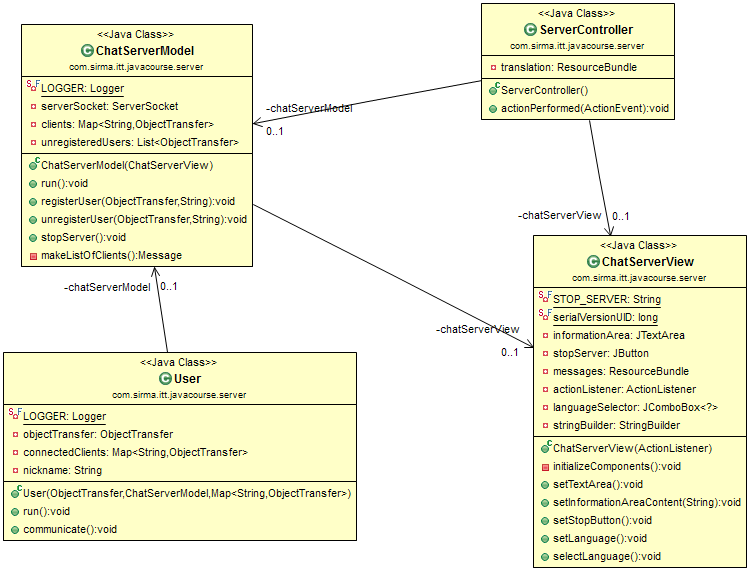 <<Java Class>>
ChatServerModel
com.sirma.itt.javacourse.server
LOGGER: Logger
serverSocket: ServerSocket
clients: Map<String,ObjectTransfer>
unregisteredUsers: List<ObjectTransfer>
ChatServerModel(ChatServerView)
run():void
registerUser(ObjectTransfer,String):void
unregisterUser(ObjectTransfer,String):void
stopServer():void
makeListOfClients():Message
<<Java Class>>
ServerController
com.sirma.itt.javacourse.server
translation: ResourceBundle
ServerController()
actionPerformed(ActionEvent):void
-chatServerModel
0..1
-chatServerView
0..1
-chatServerModel
0..1
-chatServerView
0..1
<<Java Class>>
ChatServerView
com.sirma.itt.javacourse.server
STOP_SERVER: String
serialVersionUID: long
informationArea: JTextArea
stopServer: JButton
messages: ResourceBundle
actionListener: ActionListener
languageSelector: JComboBox<?>
stringBuilder: StringBuilder
ChatServerView(ActionListener)
initializeComponents():void
setTextArea():void
setInformationAreaContent(String):void
setStopButton():void
setLanguage():void
selectLanguage():void
<<Java Class>>
User
com.sirma.itt.javacourse.server
LOGGER: Logger
objectTransfer: ObjectTransfer
connectedClients: Map<String,ObjectTransfer>
nickname: String
User(ObjectTransfer,ChatServerModel,Map<String,ObjectTransfer>)
run():void
communicate():void